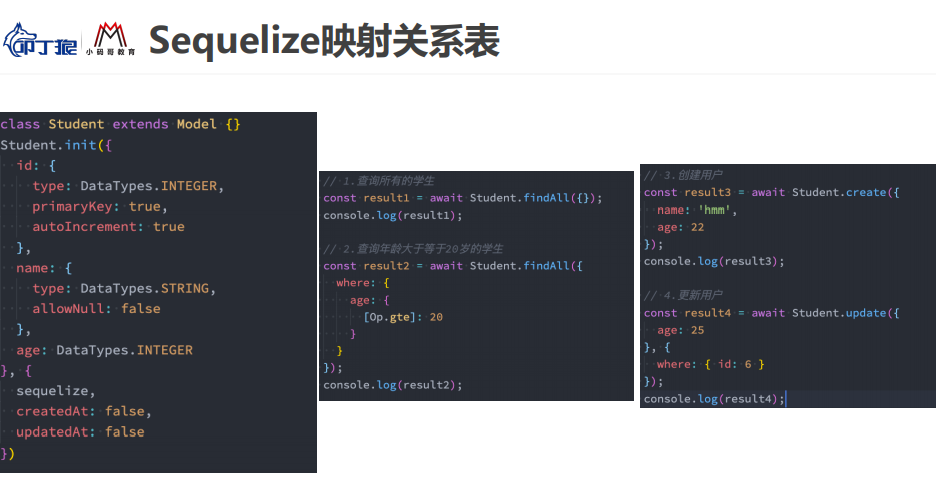 叩丁狼
小码哥教育
Sequelize映射关系表
class Student extends Model {}
Student.init({
  id: {
    type: DataTypes.INTEGER,
    primaryKey: true,
    autoIncrement: true
  },
  name: {
    type: DataTypes.STRING,
    allowNull: false
  },
  age: DataTypes.INTEGER
}, {
  sequelize,
  createdAt: false,
  updatedAt: false
})
// 1.查询所有的学生
const result1 = await Student.findAll({});
console.log(result1);
// 2.查询年龄大于等于20岁的学生
const result2 = await Student.findAll({
  where: {
    age: {
      [Op.gte]: 20
    }
  }
});
console.log(result2);
// 3.创建用户
const result3 = await Student.create({
  name: 'hmm',
  age: 22
});
console.log(result3);
// 4.更新用户
const result4 = await Student.update({
  age: 25
}, {
  where: { id: 6 }
});
console.log(result4);